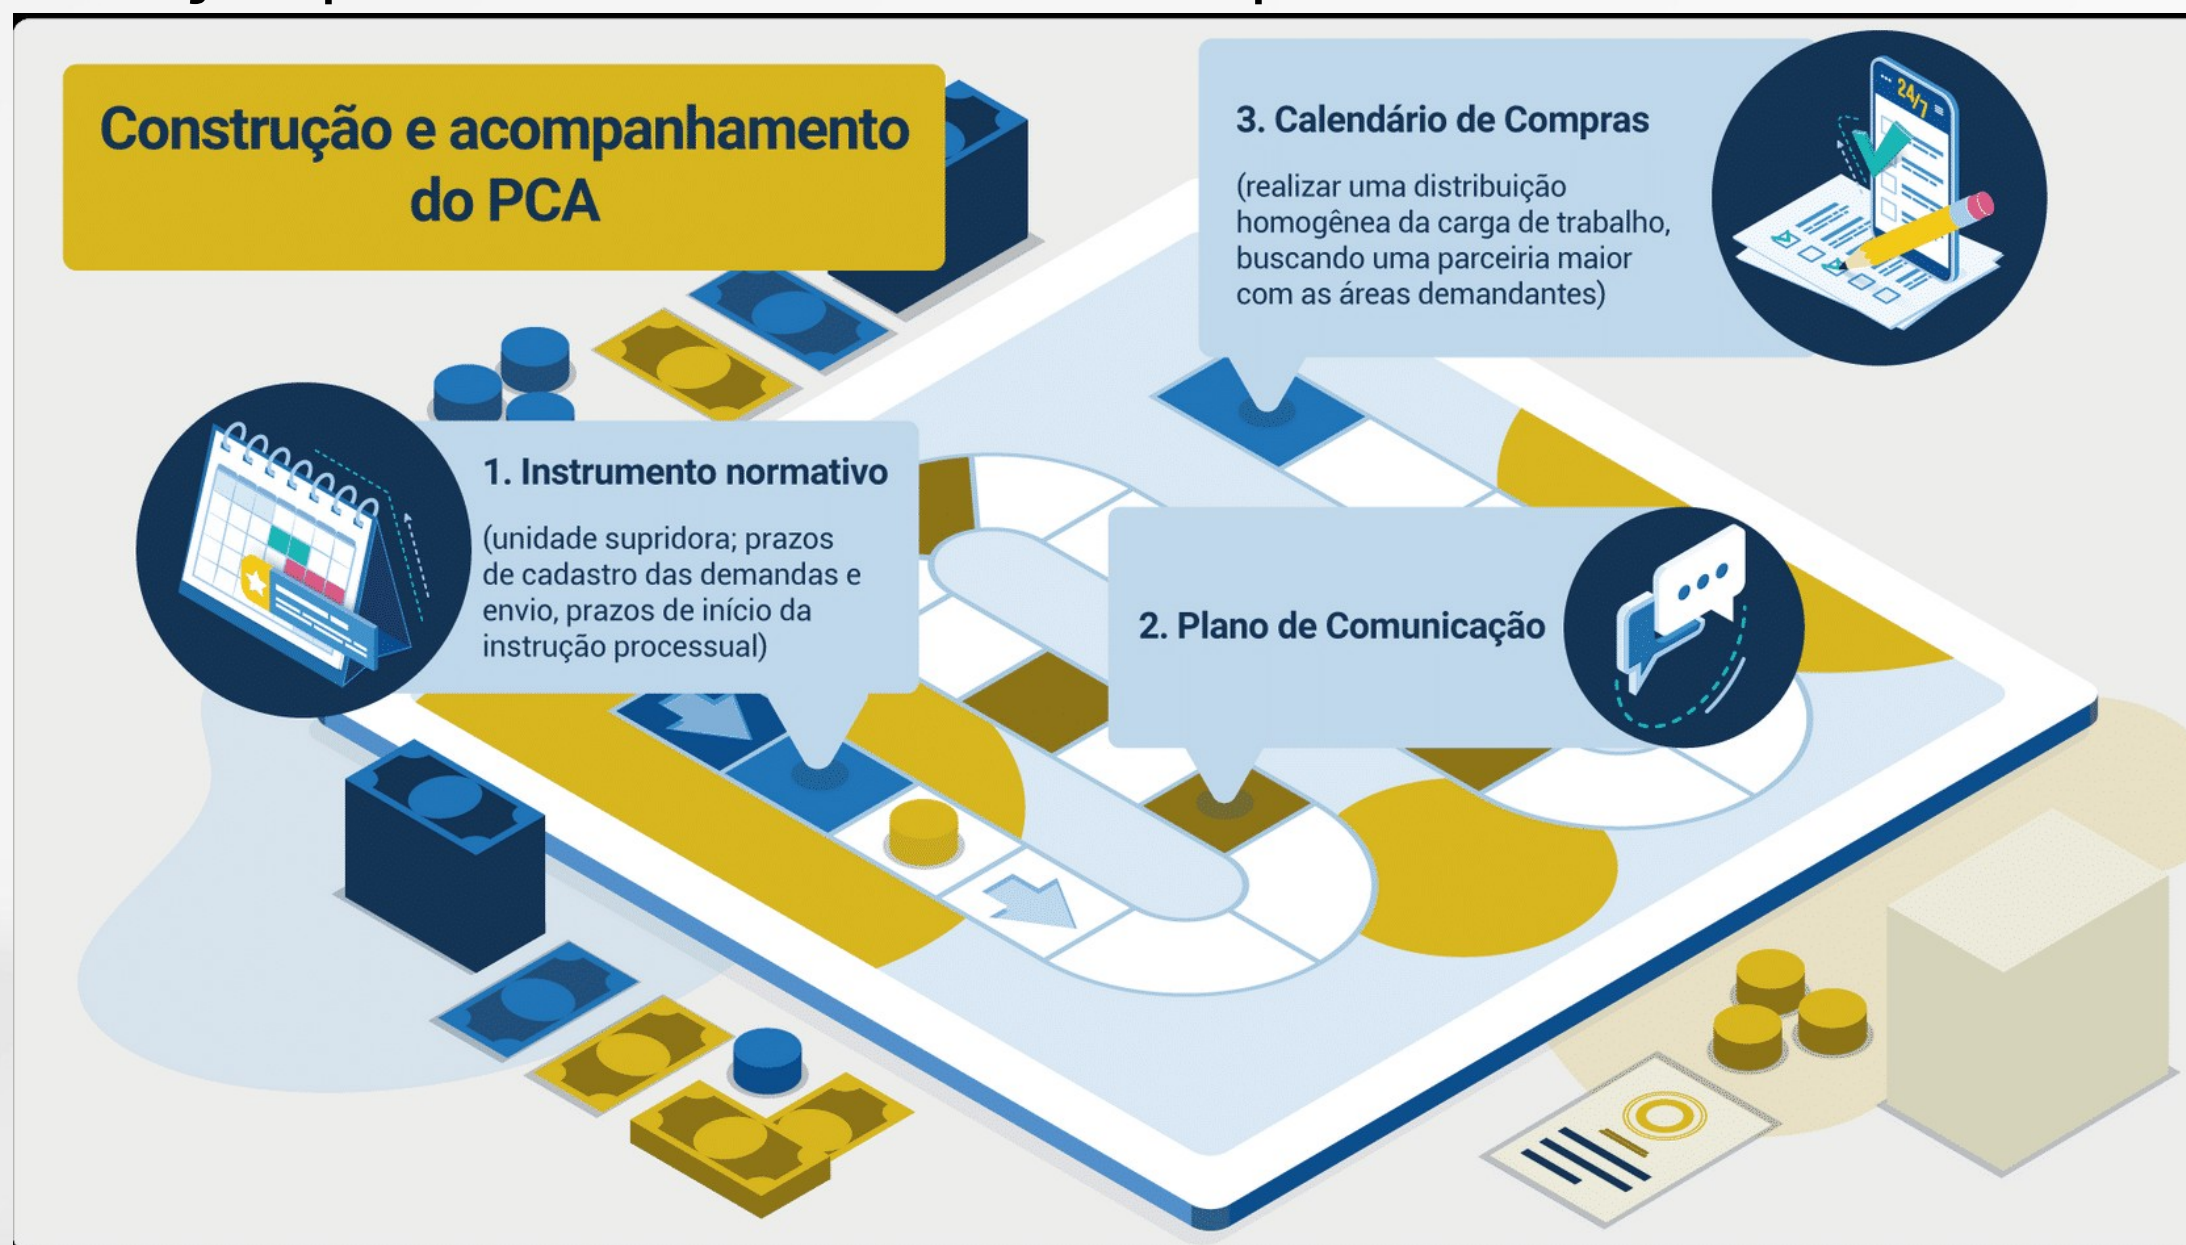 Construção e acompanhamento
do PCA
1. Instrumento normativo
(unidade supridora; prazos
de cadastro das demandas e
envio, prazos de início da
instrução processual)
2. Plano de Comunicação
3. Calendário de Compras
(realizar uma distribuição
homogênea da carga de trabalho,
buscando uma parceiria maior
com as áreas demandantes)
24/7